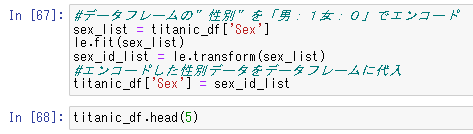 In [67]: #データフレームの”性別”を「男：１女：０」でエンコード
sex_list = titanic_df['Sex']
le.fit(sex_list)
sex_id_list = le.transform(sex_list)
#エンコードした性別データをデータフレームに代入
titanic_df['Sex'] = sex_id_list
In [68]: titanic_df.head(5)